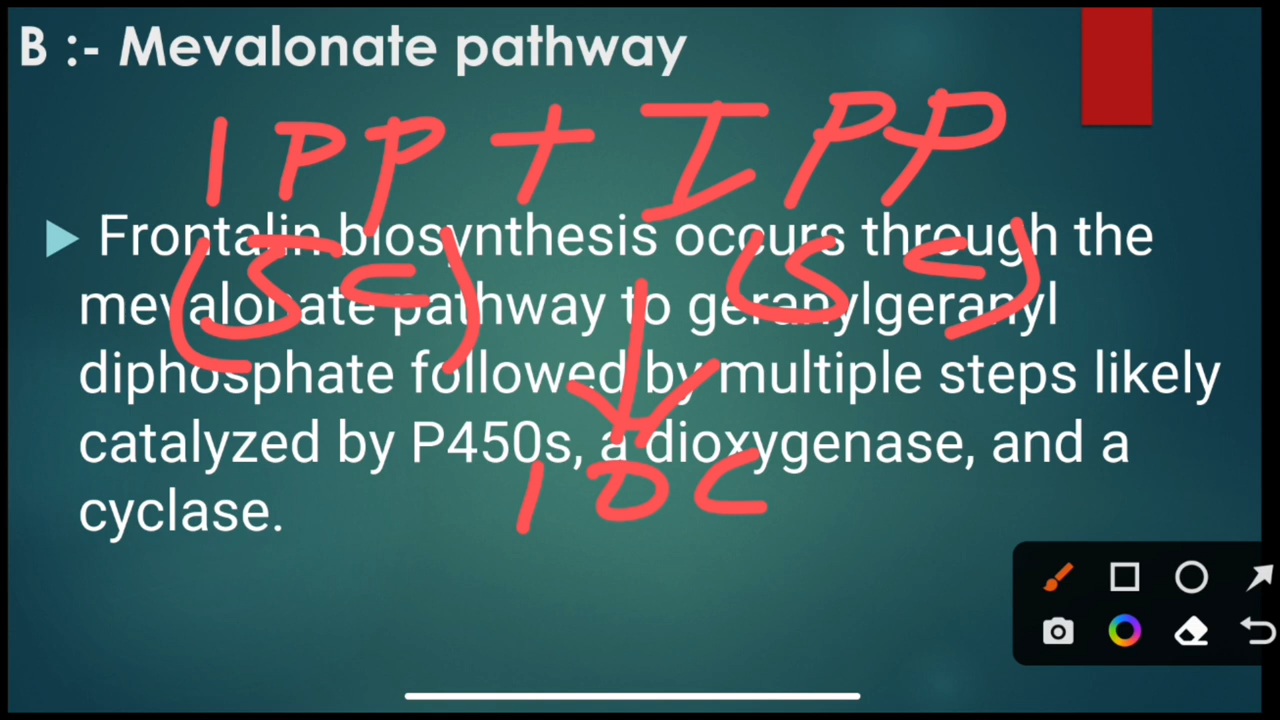 B :- Mevalonate pathway
IPP + IPP
Frontalin biosynthesis occurs through the
(5C) (5C)
mevalonate pathway to geranylgeranyl
diphosphate followed by multiple steps likely
catalyzed by P450s, a dioxygenase, and a
10C
cyclase.